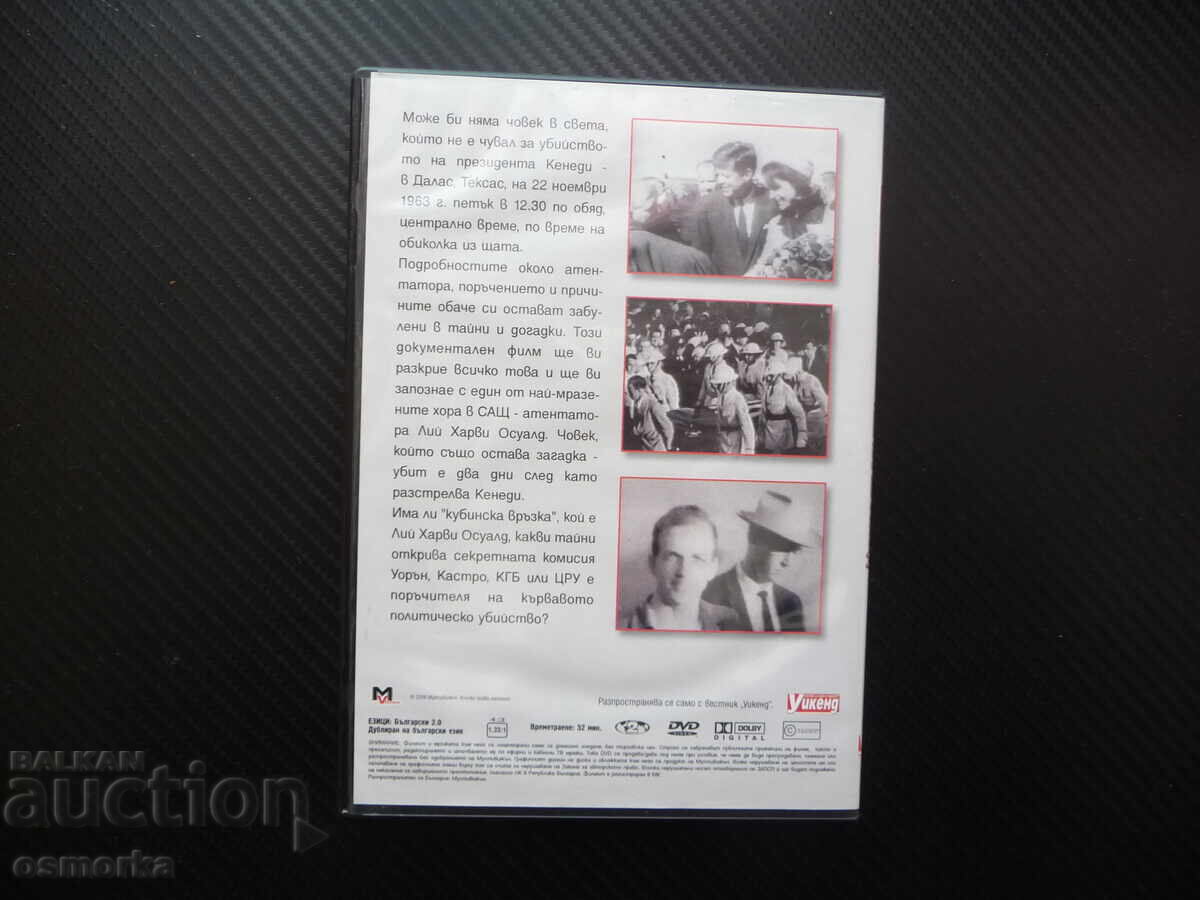 Може би няма човек в света,
който не е чувал за убийство-
то на президента Кенеди -
в Далас, Тексас, на 22 ноември
1963 г. петък в 12.30 по обяд,
централно време, по време на
обиколка из щата.
Подробностите около атен-
татора, поръчението и причи-
ните обаче си остават забу-
лени в тайни и догадки. Този
документален филм ще ви
разкрие всичко това и ще ви
запознае с един от най-мразе-
ните хора в САЩ - атентато-
ра Лий Харви Осуалд. Човек,
който също остава загадка -
убит е два дни след като
разстрелва Кенеди.
Има ли "кубинска връзка", кой е
Лий Харви Осуалд, какви тайни
открива секретната комисия
Уорън, Кастро, КГБ или ЦРУ е
поръчителя на кървавото
политическо убийство?
Разпространява се само с вестник „Уикенд".
Уикенд
ЕЗИЦИ: Български 2.0
Дублиран на български език
4:3
1.33:1
Времетраене: 52 мин.
DVD
VIDEO
DOLBY
DIGITAL
BALKAN
auction
osmorka